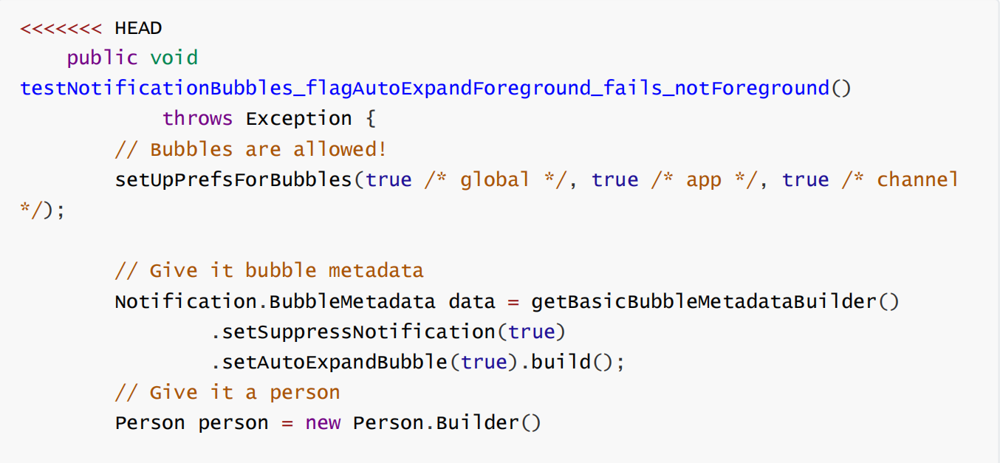 <<<<<<< HEAD
    public void
testNotificationBubbles_flagAutoExpandForeground_fails_notForeground()
            throws Exception {
        // Bubbles are allowed!
        setUpPrefsForBubbles(true /* global */, true /* app */, true /* channel
*/);

        // Give it bubble metadata
        Notification.BubbleMetadata data = getBasicBubbleMetadataBuilder()
                .setSuppressNotification(true)
                .setAutoExpandBubble(true).build();
        // Give it a person
        Person person = new Person.Builder()